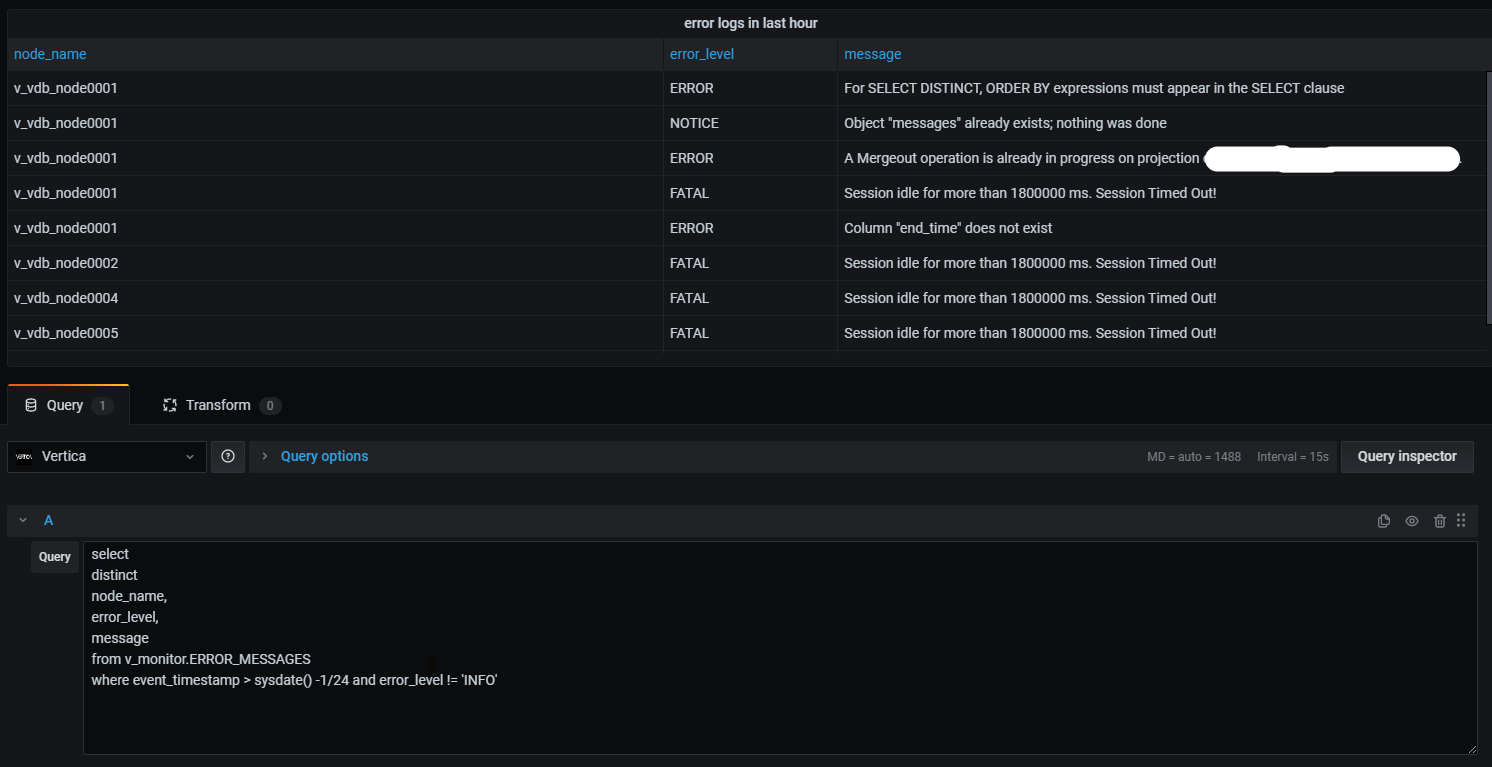 error logs in last hour
node_name error_level message
v_vdb_node0001 ERROR For SELECT DISTINCT, ORDER BY expressions must appear in the SELECT clause
v_vdb_node0001 NOTICE Object "messages" already exists; nothing was done
v_vdb_node0001 ERROR A Mergeout operation is already in progress on projection
v_vdb_node0001 FATAL Session idle for more than 1800000 ms. Session Timed Out!
v_vdb_node0001 ERROR Column "end_time" does not exist
v_vdb_node0002 FATAL Session idle for more than 1800000 ms. Session Timed Out!
v_vdb_node0004 FATAL Session idle for more than 1800000 ms. Session Timed Out!
v_vdb_node0005 FATAL Session idle for more than 1800000 ms. Session Timed Out!
Query 1 Transform 0
Vertica Query options MD = auto = 1488 Interval = 15s Query inspector
A
Query select
distinct
node_name,
error_level,
message
from v_monitor.ERROR_MESSAGES
where event_timestamp > sysdate() -1/24 and error_level != 'INFO'